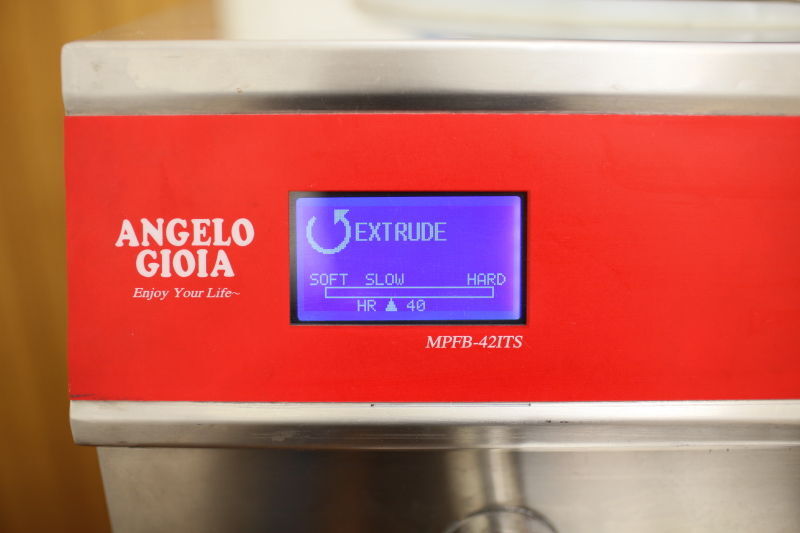 ANGELO
GIOIA
Enjoy Your Life~
EXTRUDE
SOFT SLOW HARD
HR 40
MPFB-42ITS